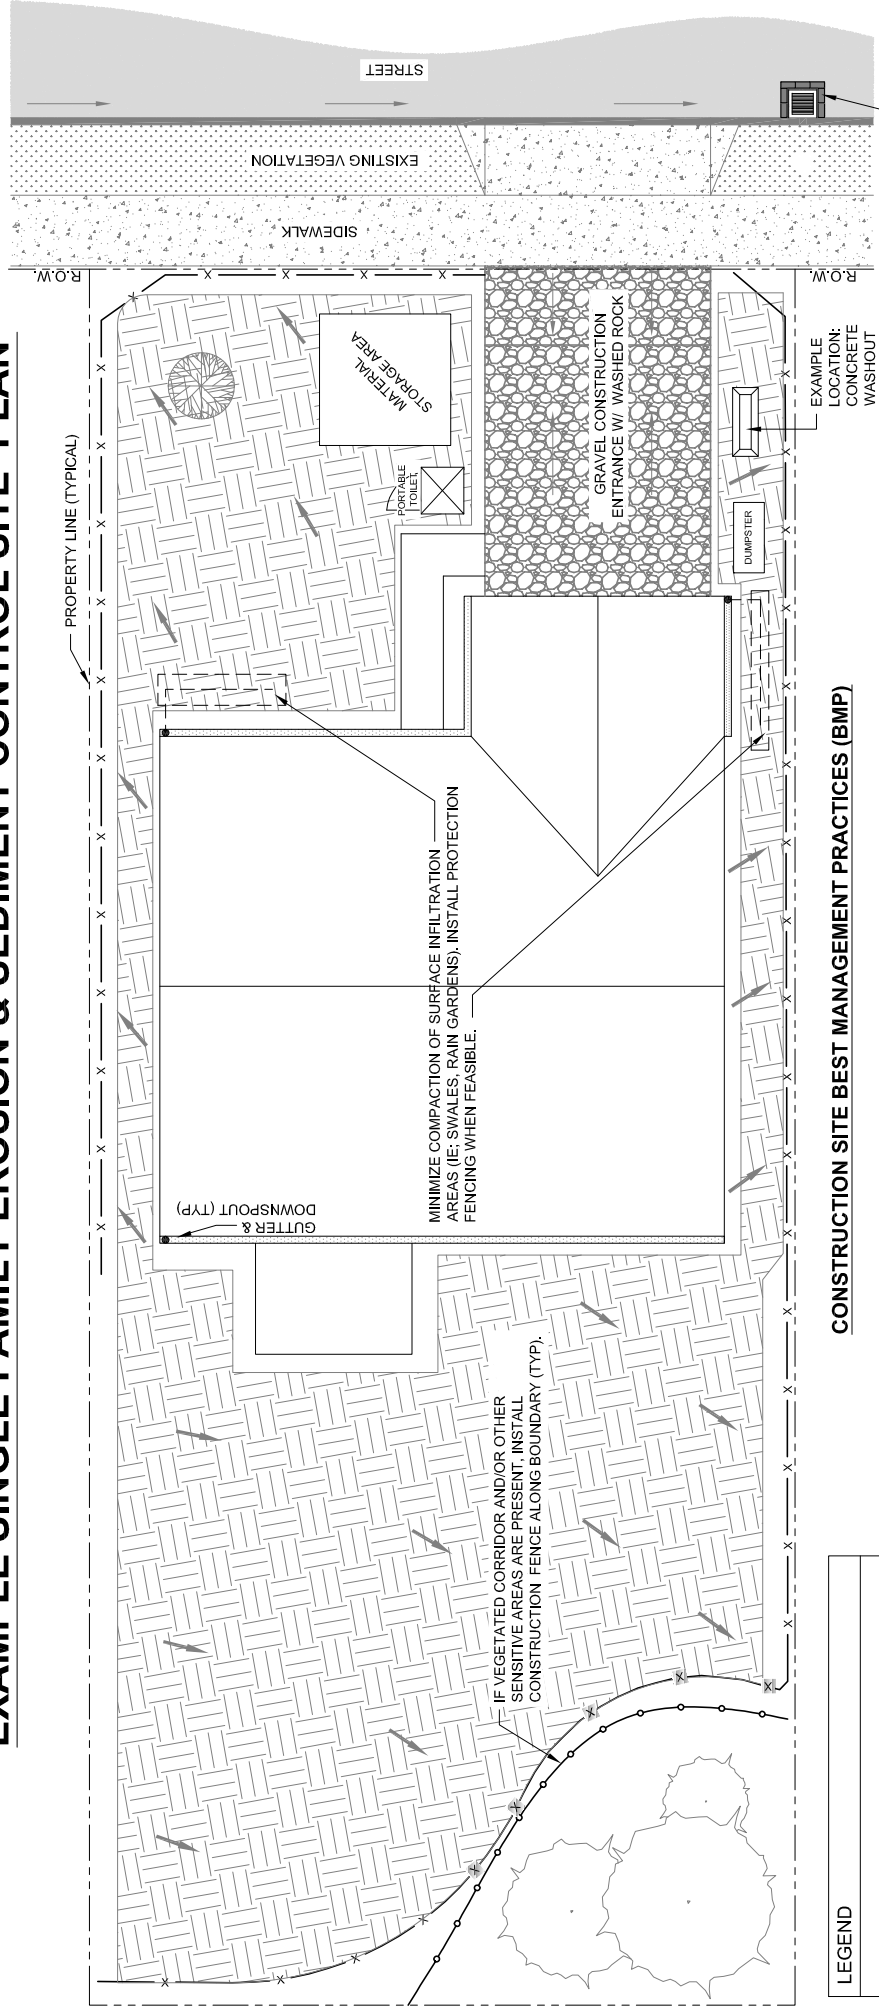 EXAMPLE SINGLE FAMILY EROSION & SEDIMENT CONTROL SITE PLAN
PROPERTY LINE (TYPICAL)
R.O.W.
R.O.W.
STREET
EXISTING VEGETATION
SIDEWALK
MATERIAL
STORAGE AREA
PORTABLE
TOILET
GRAVEL CONSTRUCTION
ENTRANCE W/ WASHED ROCK
DUMPSTER
EXAMPLE
LOCATION:
CONCRETE
WASHOUT
MINIMIZE COMPACTION OF SURFACE INFILTRATION
AREAS (IE; SWALES, RAIN GARDENS). INSTALL PROTECTION
FENCING WHEN FEASIBLE.
GUTTER &
DOWNSPOUT (TYP)
IF VEGETATED CORRIDOR AND/OR OTHER
SENSITIVE AREAS ARE PRESENT, INSTALL
CONSTRUCTION FENCE ALONG BOUNDARY (TYP).
CONSTRUCTION SITE BEST MANAGEMENT PRACTICES (BMP)
LEGEND